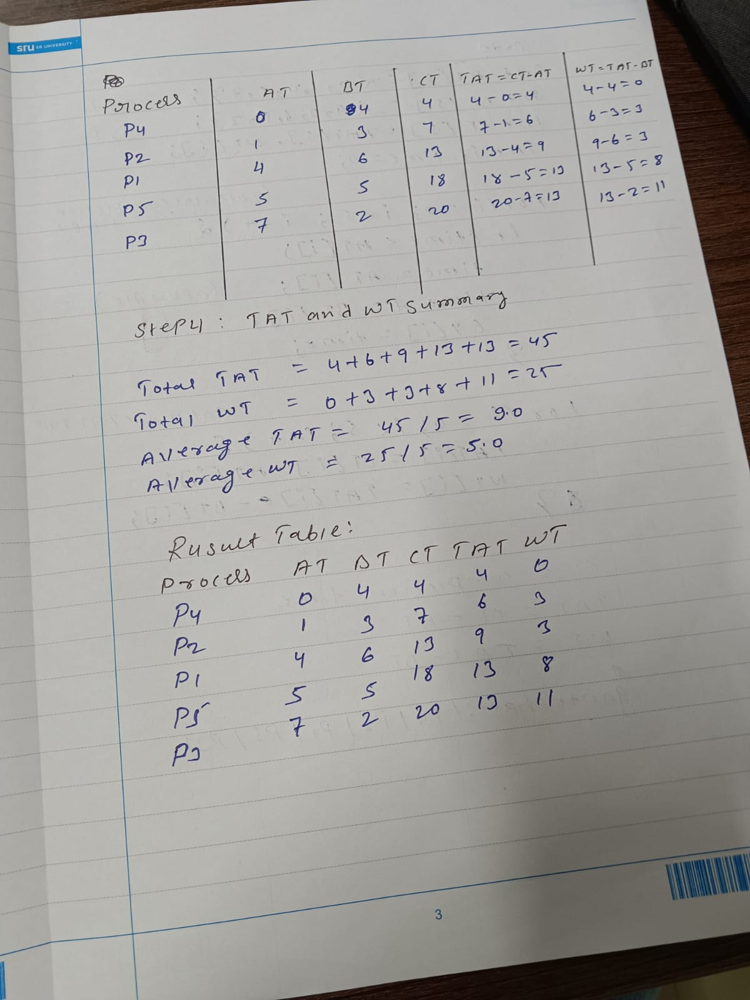 sru SR UNIVERSITY
Process AT BT CT TAT=CT-AT WT=TAT-BT
P4 0 4 4 4-0=4 4-4=0
P2 1 3 7 7-1=6 6-3=3
P1 4 6 13 13-4=9 9-6=3
P5 5 5 18 18-5=13 13-5=8
P3 7 2 20 20-7=13 13-2=11
Step4: TAT and WT Summary
Total TAT = 4+6+9+13+13=45
Total WT = 0+3+3+8+11=25
Average TAT = 45/5=9.0
Average WT = 25/5=5.0
Rusult Table:
Process AT BT CT TAT WT
P4 0 4 4 4 0
P2 1 3 7 6 3
P1 4 6 13 9 3
P5 5 5 18 13 8
P3 7 2 20 13 11
3